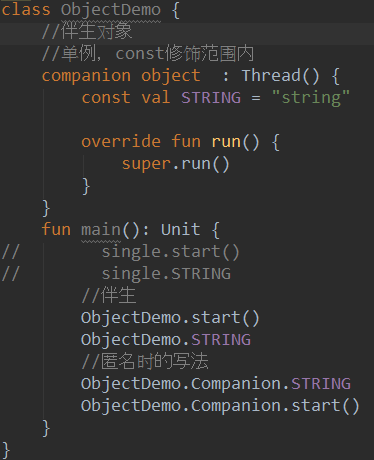 class ObjectDemo {
//伴生对象
//单例，const修饰范围内
companion object  : Thread() {
const val STRING = "string"
override fun run() {
super.run()
}
}
fun main(): Unit {
//        single.start()
//        single.STRING
//伴生
ObjectDemo.start()
ObjectDemo.STRING
//匿名时的写法
ObjectDemo.Companion.STRING
ObjectDemo.Companion.start()
}
}